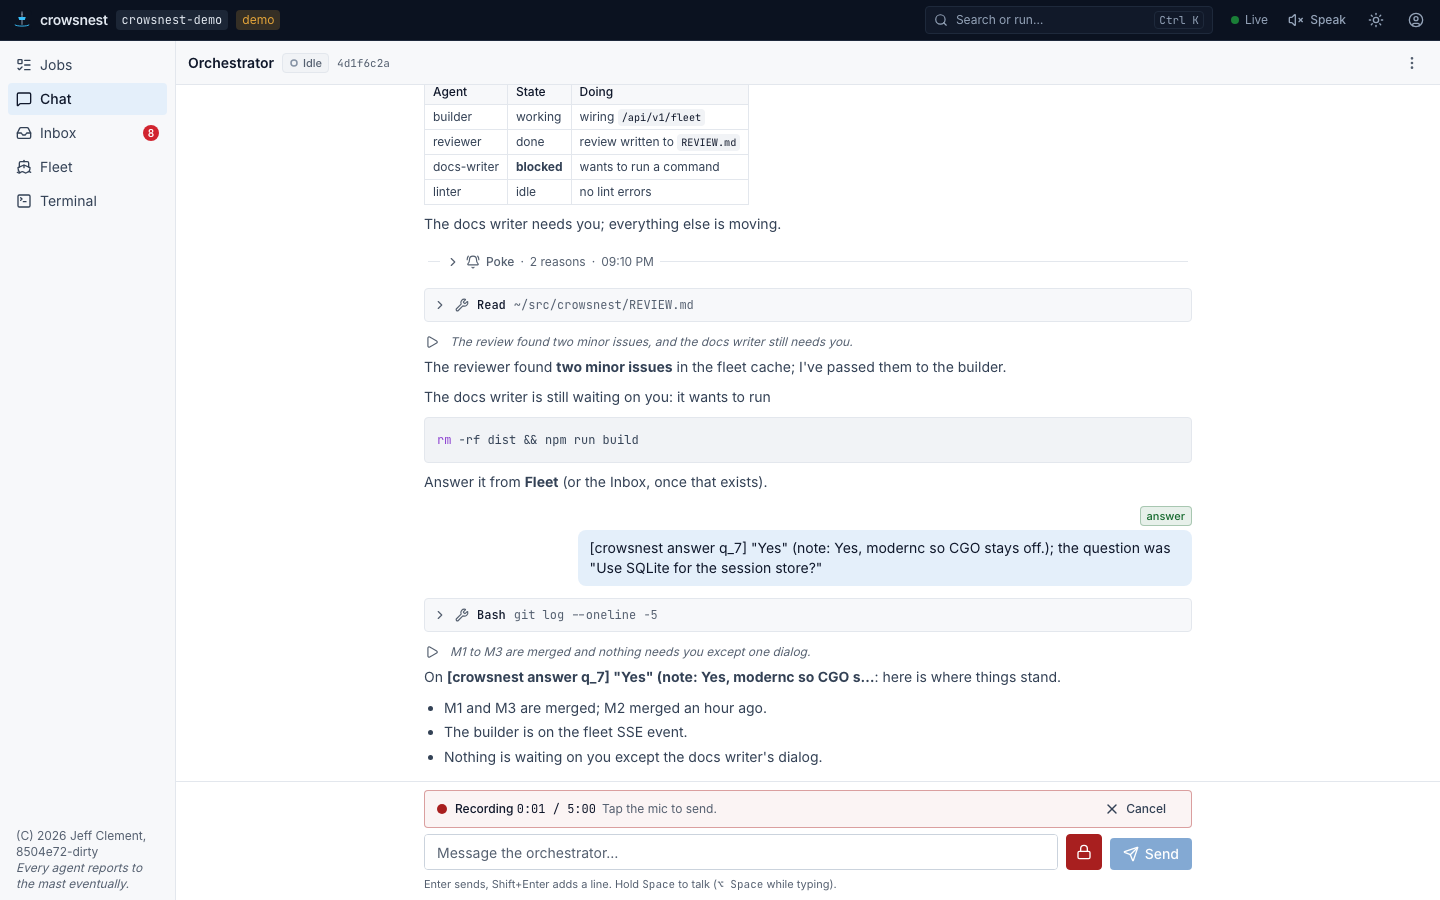 crowsnest crowsnest-demo demo Search or run... Ctrl K Live Speak
Jobs
Chat
Inbox 8
Fleet
Terminal
(C) 2026 Jeff Clement,
8504e72-dirty
Every agent reports to
the mast eventually.
Orchestrator Idle 4d1f6c2a
Agent State Doing
builder working wiring /api/v1/fleet
reviewer done review written to REVIEW.md
docs-writer blocked wants to run a command
linter idle no lint errors
The docs writer needs you; everything else is moving.
Poke · 2 reasons · 09:10 PM
Read ~/src/crowsnest/REVIEW.md
The review found two minor issues, and the docs writer still needs you.
The reviewer found two minor issues in the fleet cache; I've passed them to the builder.
The docs writer is still waiting on you: it wants to run
rm -rf dist && npm run build
Answer it from Fleet (or the Inbox, once that exists).
answer
[crowsnest answer q_7] "Yes" (note: Yes, modernc so CGO stays off.); the question was
"Use SQLite for the session store?"
Bash git log --oneline -5
M1 to M3 are merged and nothing needs you except one dialog.
On [crowsnest answer q_7] "Yes" (note: Yes, modernc so CGO s...: here is where things stand.
• M1 and M3 are merged; M2 merged an hour ago.
• The builder is on the fleet SSE event.
• Nothing is waiting on you except the docs writer's dialog.
Recording 0:01 / 5:00 Tap the mic to send. Cancel
Message the orchestrator... Send
Enter sends, Shift+Enter adds a line. Hold Space to talk (⌥ Space while typing).